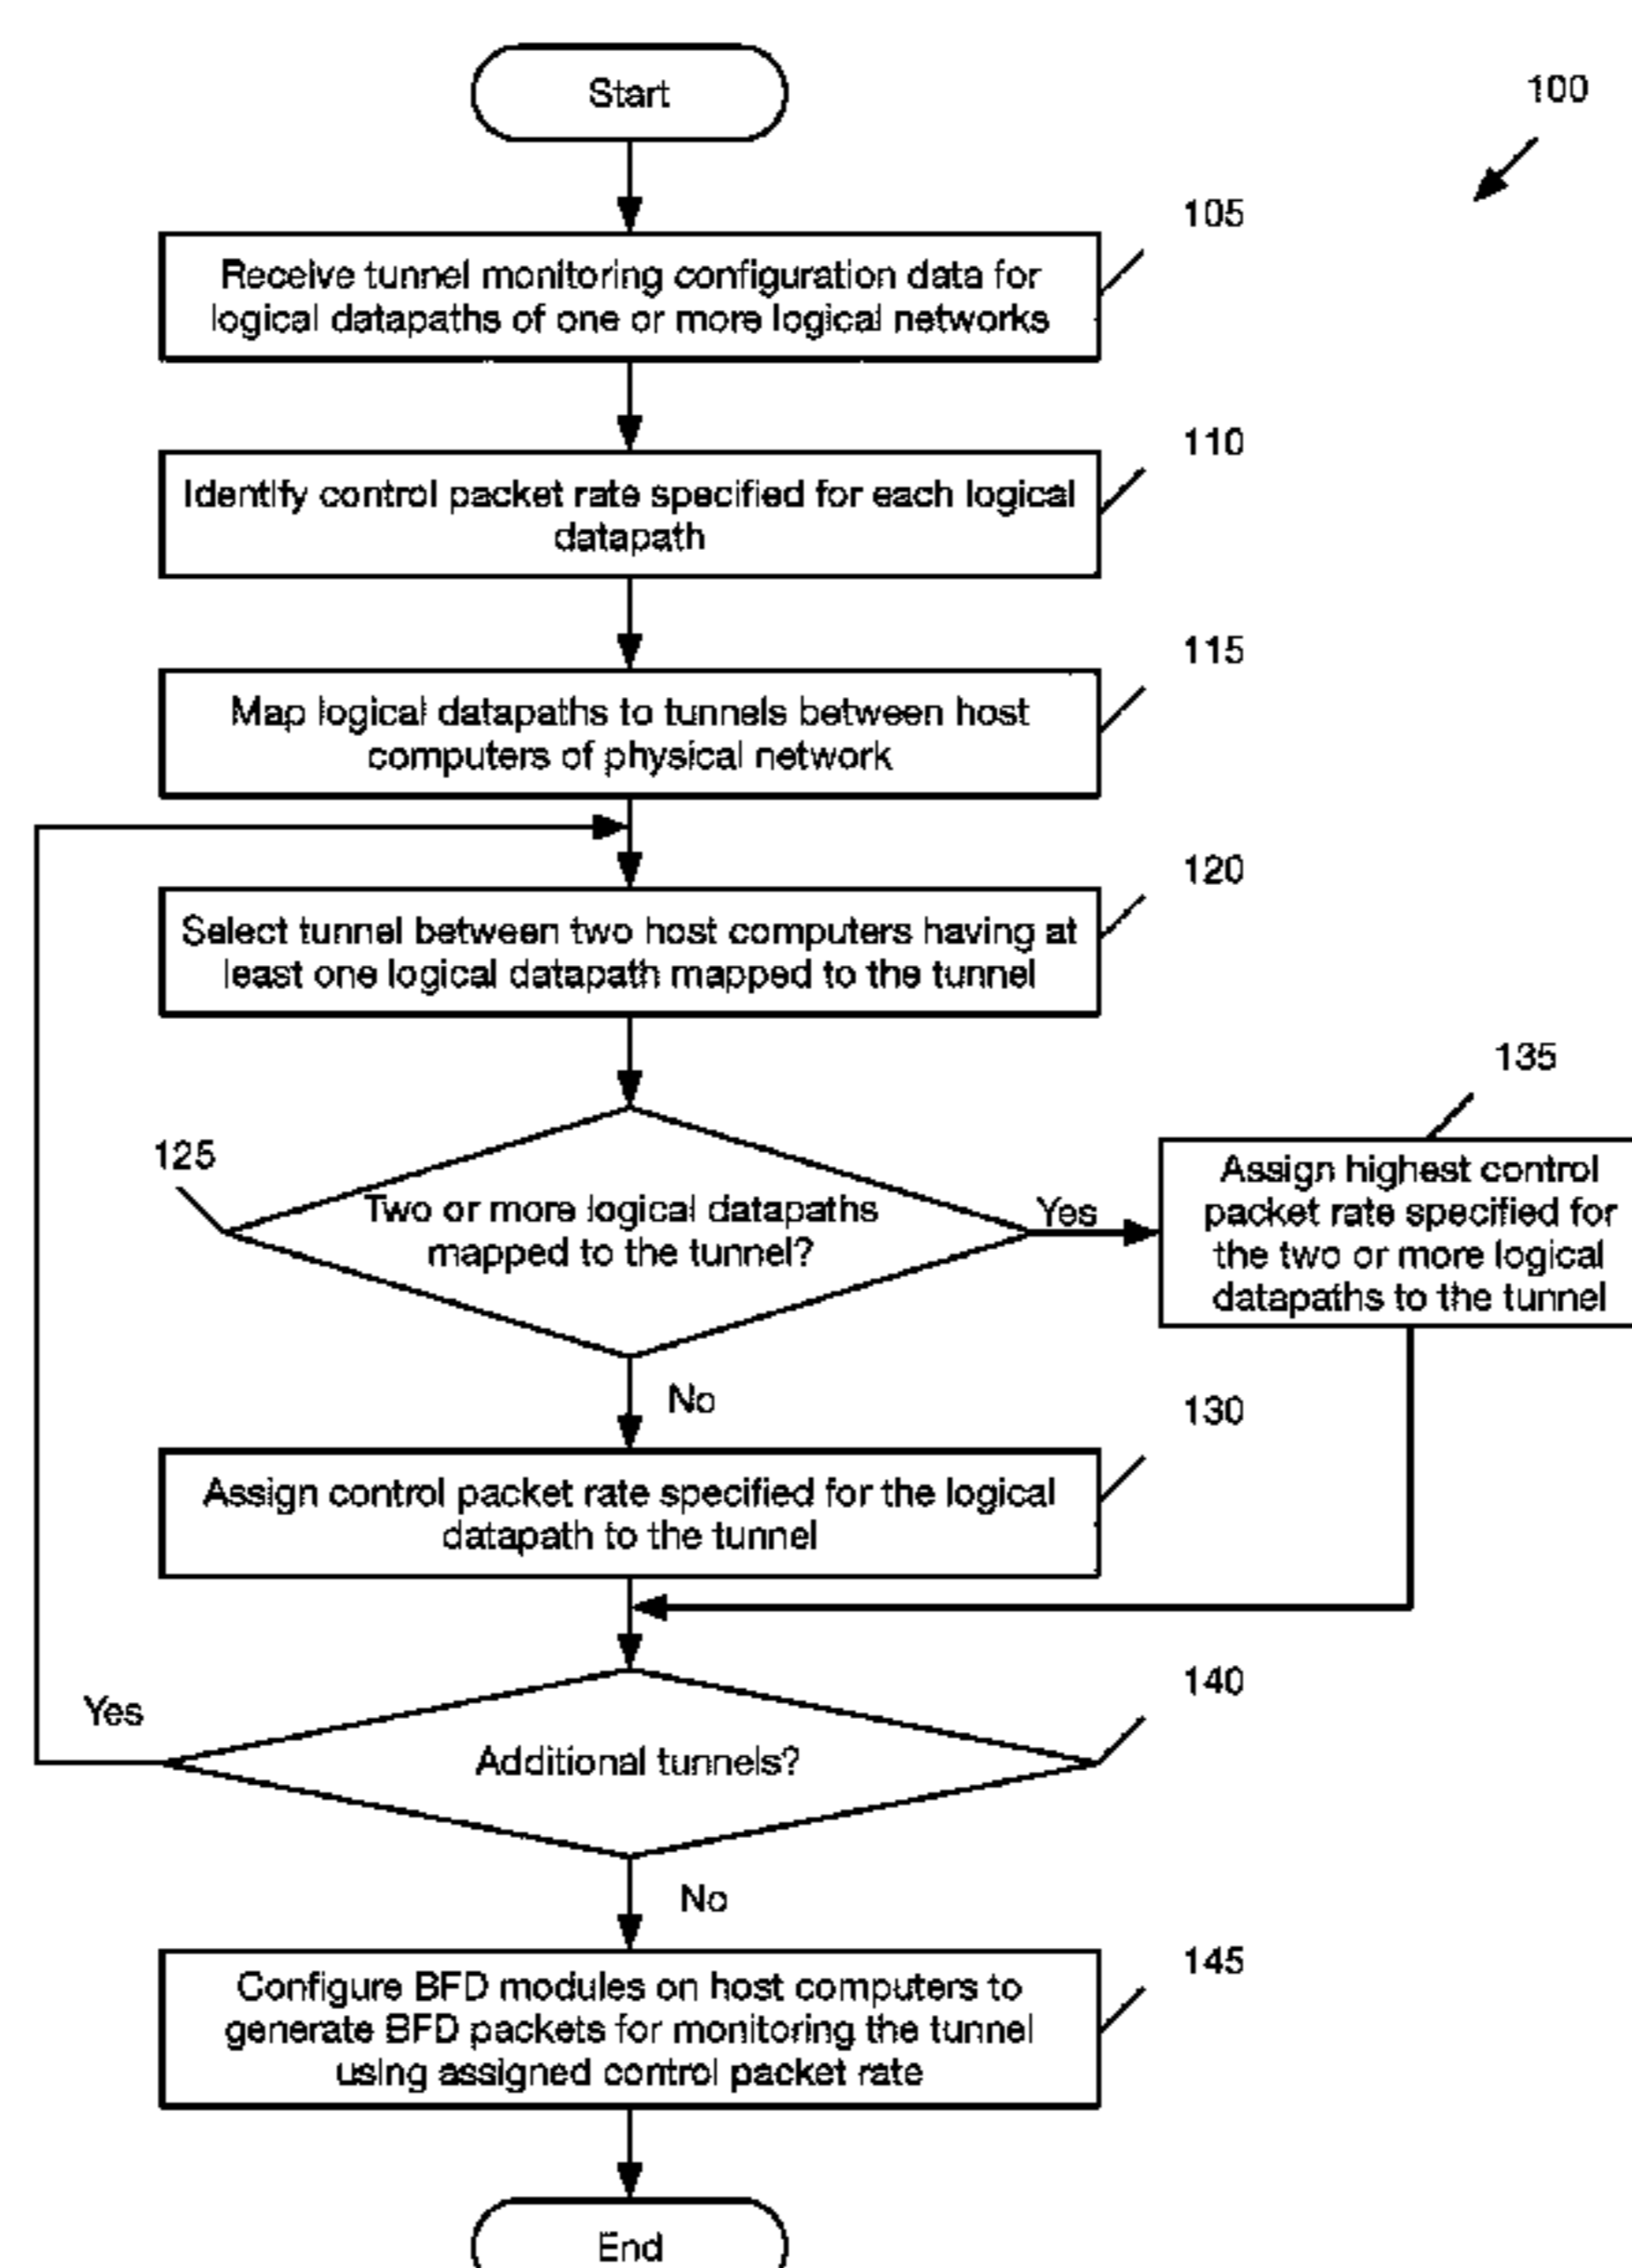 Start
100
105
Receive tunnel monitoring configuration data for
logical datapaths of one or more logical networks
110
Identify control packet rate specified for each logical
datapath
115
Map logical datapaths to tunnels between host
computers of physical network
120
Select tunnel between two host computers having at
least one logical datapath mapped to the tunnel
125
Two or more logical datapaths
mapped to the tunnel?
Yes
135
Assign highest control
packet rate specified for
the two or more logical
datapaths to the tunnel
No
130
Assign control packet rate specified for the logical
datapath to the tunnel
140
Yes
Additional tunnels?
No
145
Configure BFD modules on host computers to
generate BFD packets for monitoring the tunnel
using assigned control packet rate
End